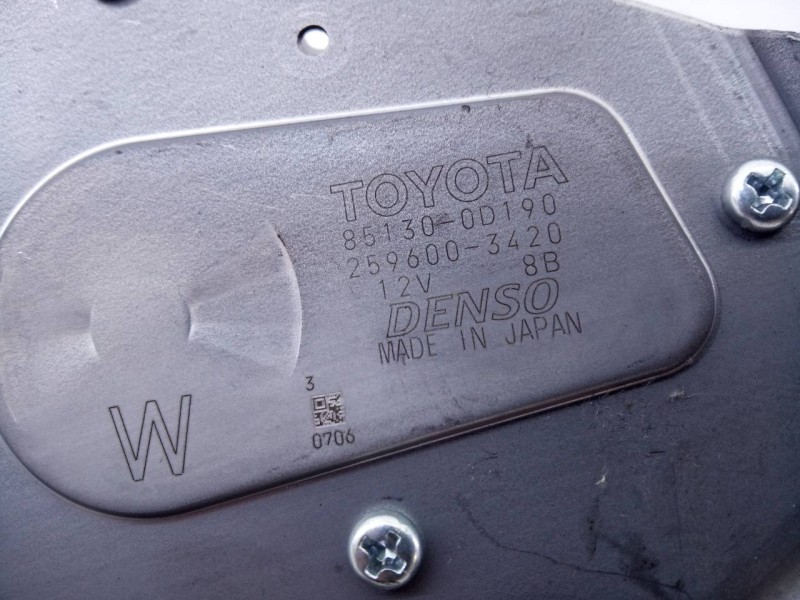 TOYOTA
85130-0D190
259600-3420
12V 8B
DENSO
MADE IN JAPAN
W
3
0706